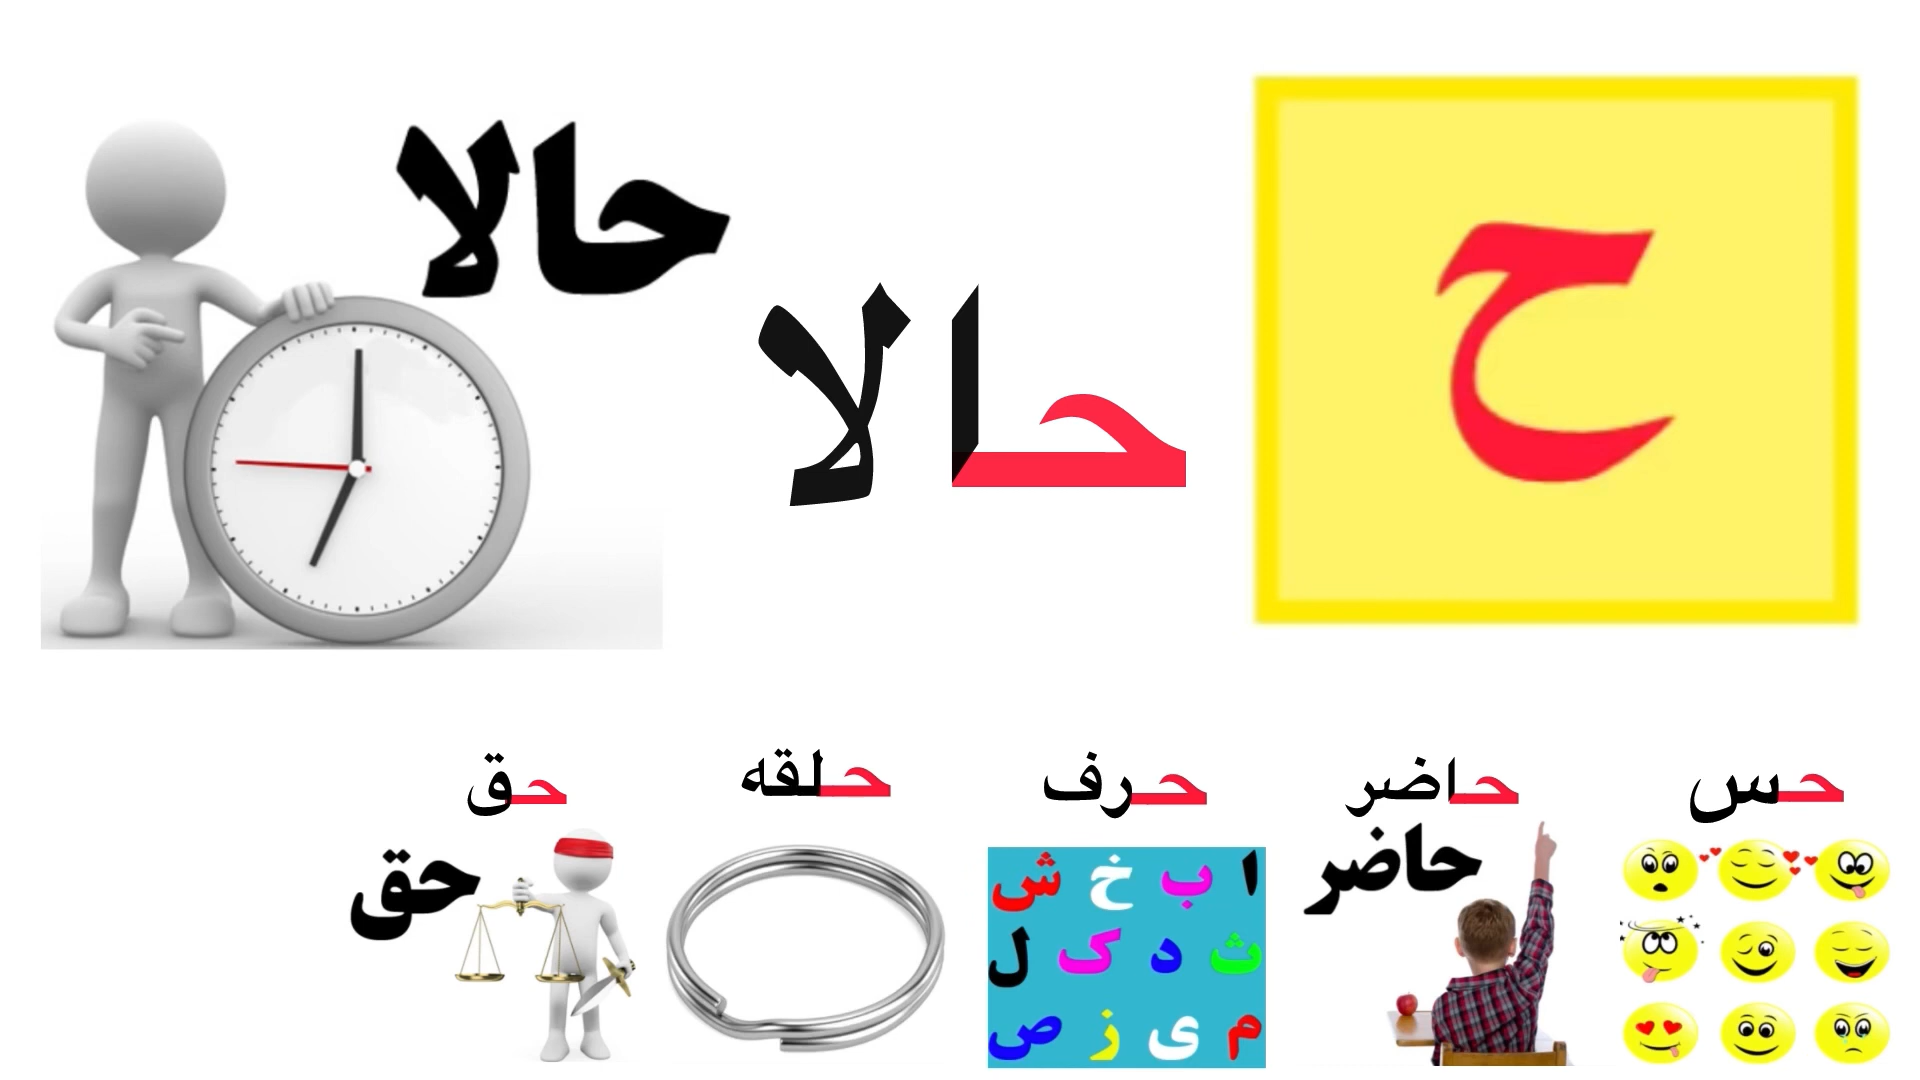 ح
حالا
حالا
حس
حاضر
حرف
حلقه
حق
حاضر
حق
ا ب خ ش
ث د ک ل
م ی ز ص